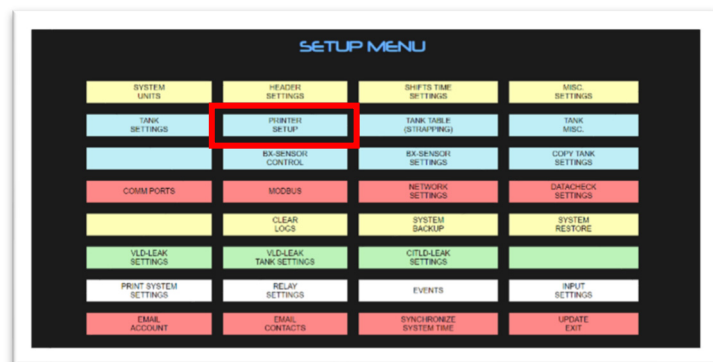 SETUP MENU
SYSTEM HEADER SHIFTS TIME MISC.
UNITS SETTINGS SETTINGS SETTINGS
TANK PRINTER TANK TABLE TANK
SETTINGS SETUP (STRAPPING) MISC.
BX-SENSOR BX-SENSOR COPY TANK
CONTROL SETTINGS SETTINGS
COMM PORTS MODBUS NETWORK DATACHECK
SETTINGS SETTINGS
CLEAR SYSTEM SYSTEM
LOGS BACKUP RESTORE
VLD-LEAK VLD-LEAK CITLD-LEAK
SETTINGS TANK SETTINGS SETTINGS
PRINT SYSTEM RELAY EVENTS INPUT
SETTINGS SETTINGS SETTINGS
EMAIL EMAIL SYNCHRONIZE UPDATE
ACCOUNT CONTACTS SYSTEM TIME EXIT